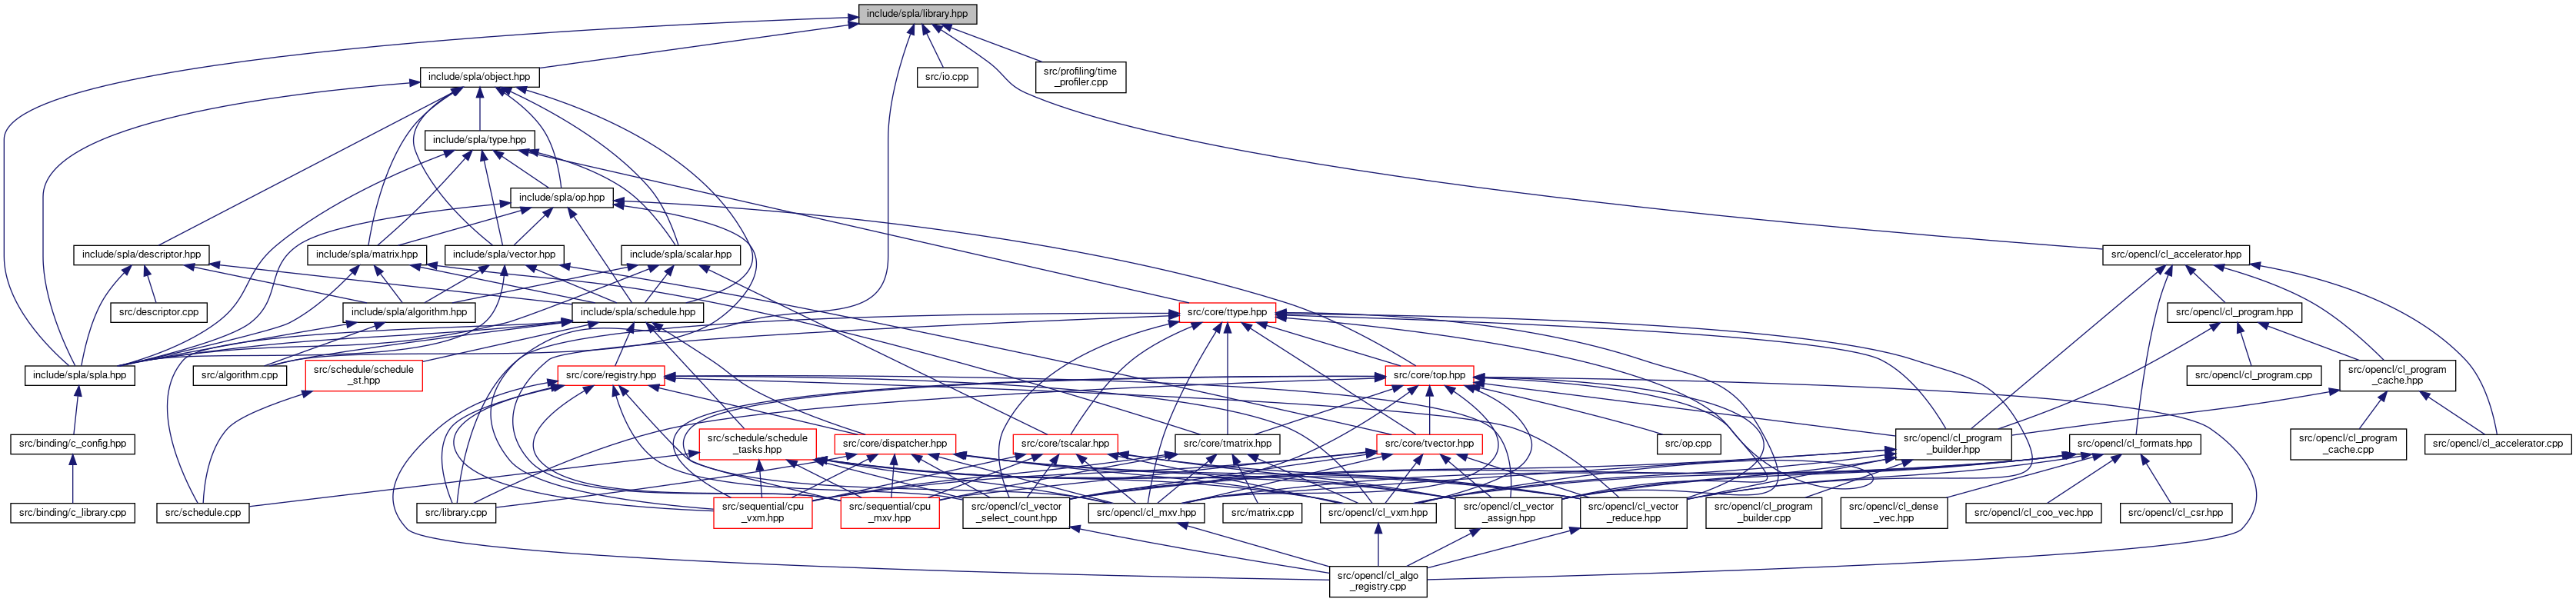 include/spla/library.hpp
include/spla/object.hpp
src/io.cpp
src/profiling/time
_profiler.cpp
include/spla/type.hpp
include/spla/op.hpp
include/spla/descriptor.hpp
include/spla/matrix.hpp
include/spla/vector.hpp
include/spla/scalar.hpp
src/opencl/cl_accelerator.hpp
src/descriptor.cpp
include/spla/algorithm.hpp
include/spla/schedule.hpp
src/core/ttype.hpp
src/opencl/cl_program.hpp
include/spla/spla.hpp
src/algorithm.cpp
src/schedule/schedule
_st.hpp
src/core/registry.hpp
src/core/top.hpp
src/opencl/cl_program.cpp
src/opencl/cl_program
_cache.hpp
src/binding/c_config.hpp
src/schedule/schedule
_tasks.hpp
src/core/dispatcher.hpp
src/core/tscalar.hpp
src/core/tmatrix.hpp
src/core/tvector.hpp
src/op.cpp
src/opencl/cl_program
_builder.hpp
src/opencl/cl_formats.hpp
src/opencl/cl_program
_cache.cpp
src/opencl/cl_accelerator.cpp
src/binding/c_library.cpp
src/schedule.cpp
src/library.cpp
src/sequential/cpu
_vxm.hpp
src/sequential/cpu
_mxv.hpp
src/opencl/cl_vector
_select_count.hpp
src/opencl/cl_mxv.hpp
src/matrix.cpp
src/opencl/cl_vxm.hpp
src/opencl/cl_vector
_assign.hpp
src/opencl/cl_vector
_reduce.hpp
src/opencl/cl_program
_builder.cpp
src/opencl/cl_dense
_vec.hpp
src/opencl/cl_coo_vec.hpp
src/opencl/cl_csr.hpp
src/opencl/cl_algo
_registry.cpp